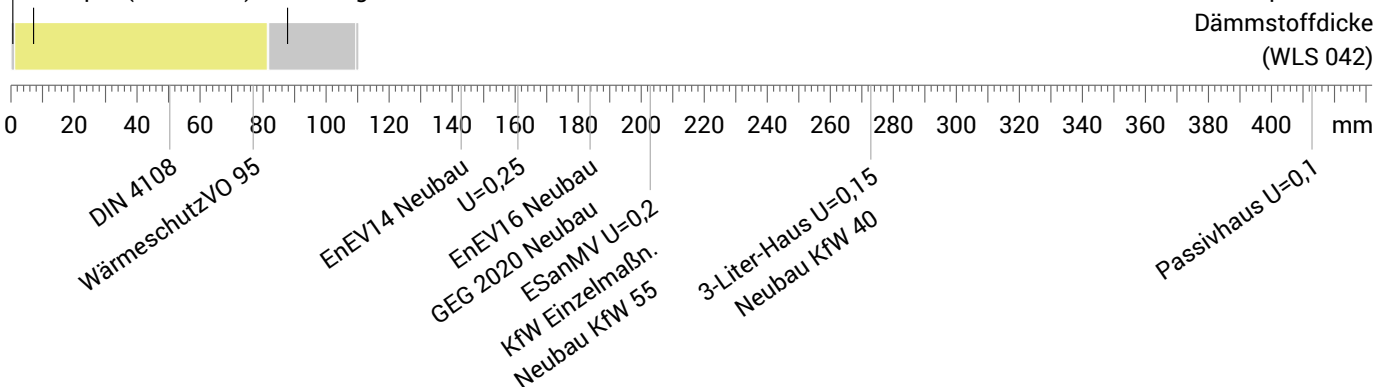 Dämmstoffdicke
(WLS 042)
0 20 40 60 80 100 120 140 160 180 200 220 240 260 280 300 320 340 360 380 400 mm
DIN 4108
WärmeschutzVO 95
EnEV14 Neubau
U=0,25
EnEV16 Neubau
GEG 2020 Neubau
ESanMV U=0,2
KfW Einzelmaßn.
Neubau KfW 55
3-Liter-Haus U=0,15
Neubau KfW 40
Passivhaus U=0,1